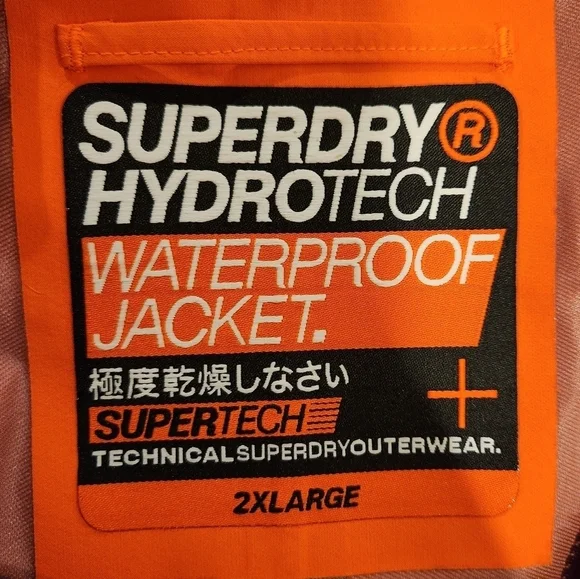 SUPERDRY®
HYDROTECH
WATERPROOF
JACKET.
極度乾燥しなさい
SUPERTECH
TECHNICALSUPERDRYOUTERWEAR.
2XLARGE